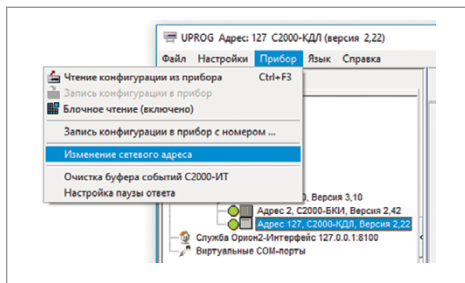 UPROG Адрес: 127 С2000-КДЛ (версия 2,22)
Файл Настройки Прибор Язык Справка
Чтение конфигурации из прибора Ctrl+F3
Запись конфигурации в прибор
Блочное чтение (включено)
Запись конфигурации в прибор с номером ...
Изменение сетевого адреса
Очистка буфера событий С2000-ИТ
Настройка паузы ответа
, Версия 3,10
Адрес 2, С2000-БКИ, Версия 2,42
Адрес 127, С2000-КДЛ, Версия 2,22
Служба Орион2-Интерфейс 127.0.0.1:8100
Виртуальные COM-порты